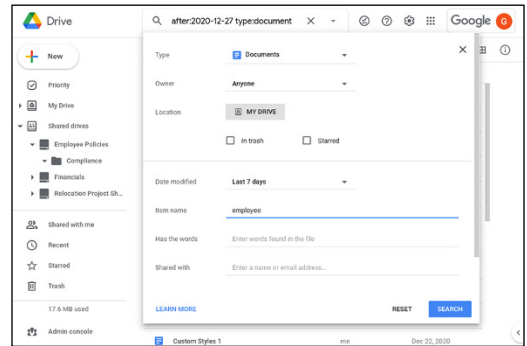 Drive
after:2020-12-27 type:document
Google G
New
Priority
My Drive
Shared drives
Employee Policies
Compliance
Financials
Relocation Project Sh...
Shared with me
Recent
Starred
Trash
17.6 MB used
Admin console
Type
Documents
Owner
Anyone
Location
MY DRIVE
In trash Starred
Date modified
Last 7 days
Item name
employee
Has the words
Enter words found in the file
Shared with
Enter a name or email address...
LEARN MORE
RESET SEARCH
Custom Styles 1 me Dec 22, 2020